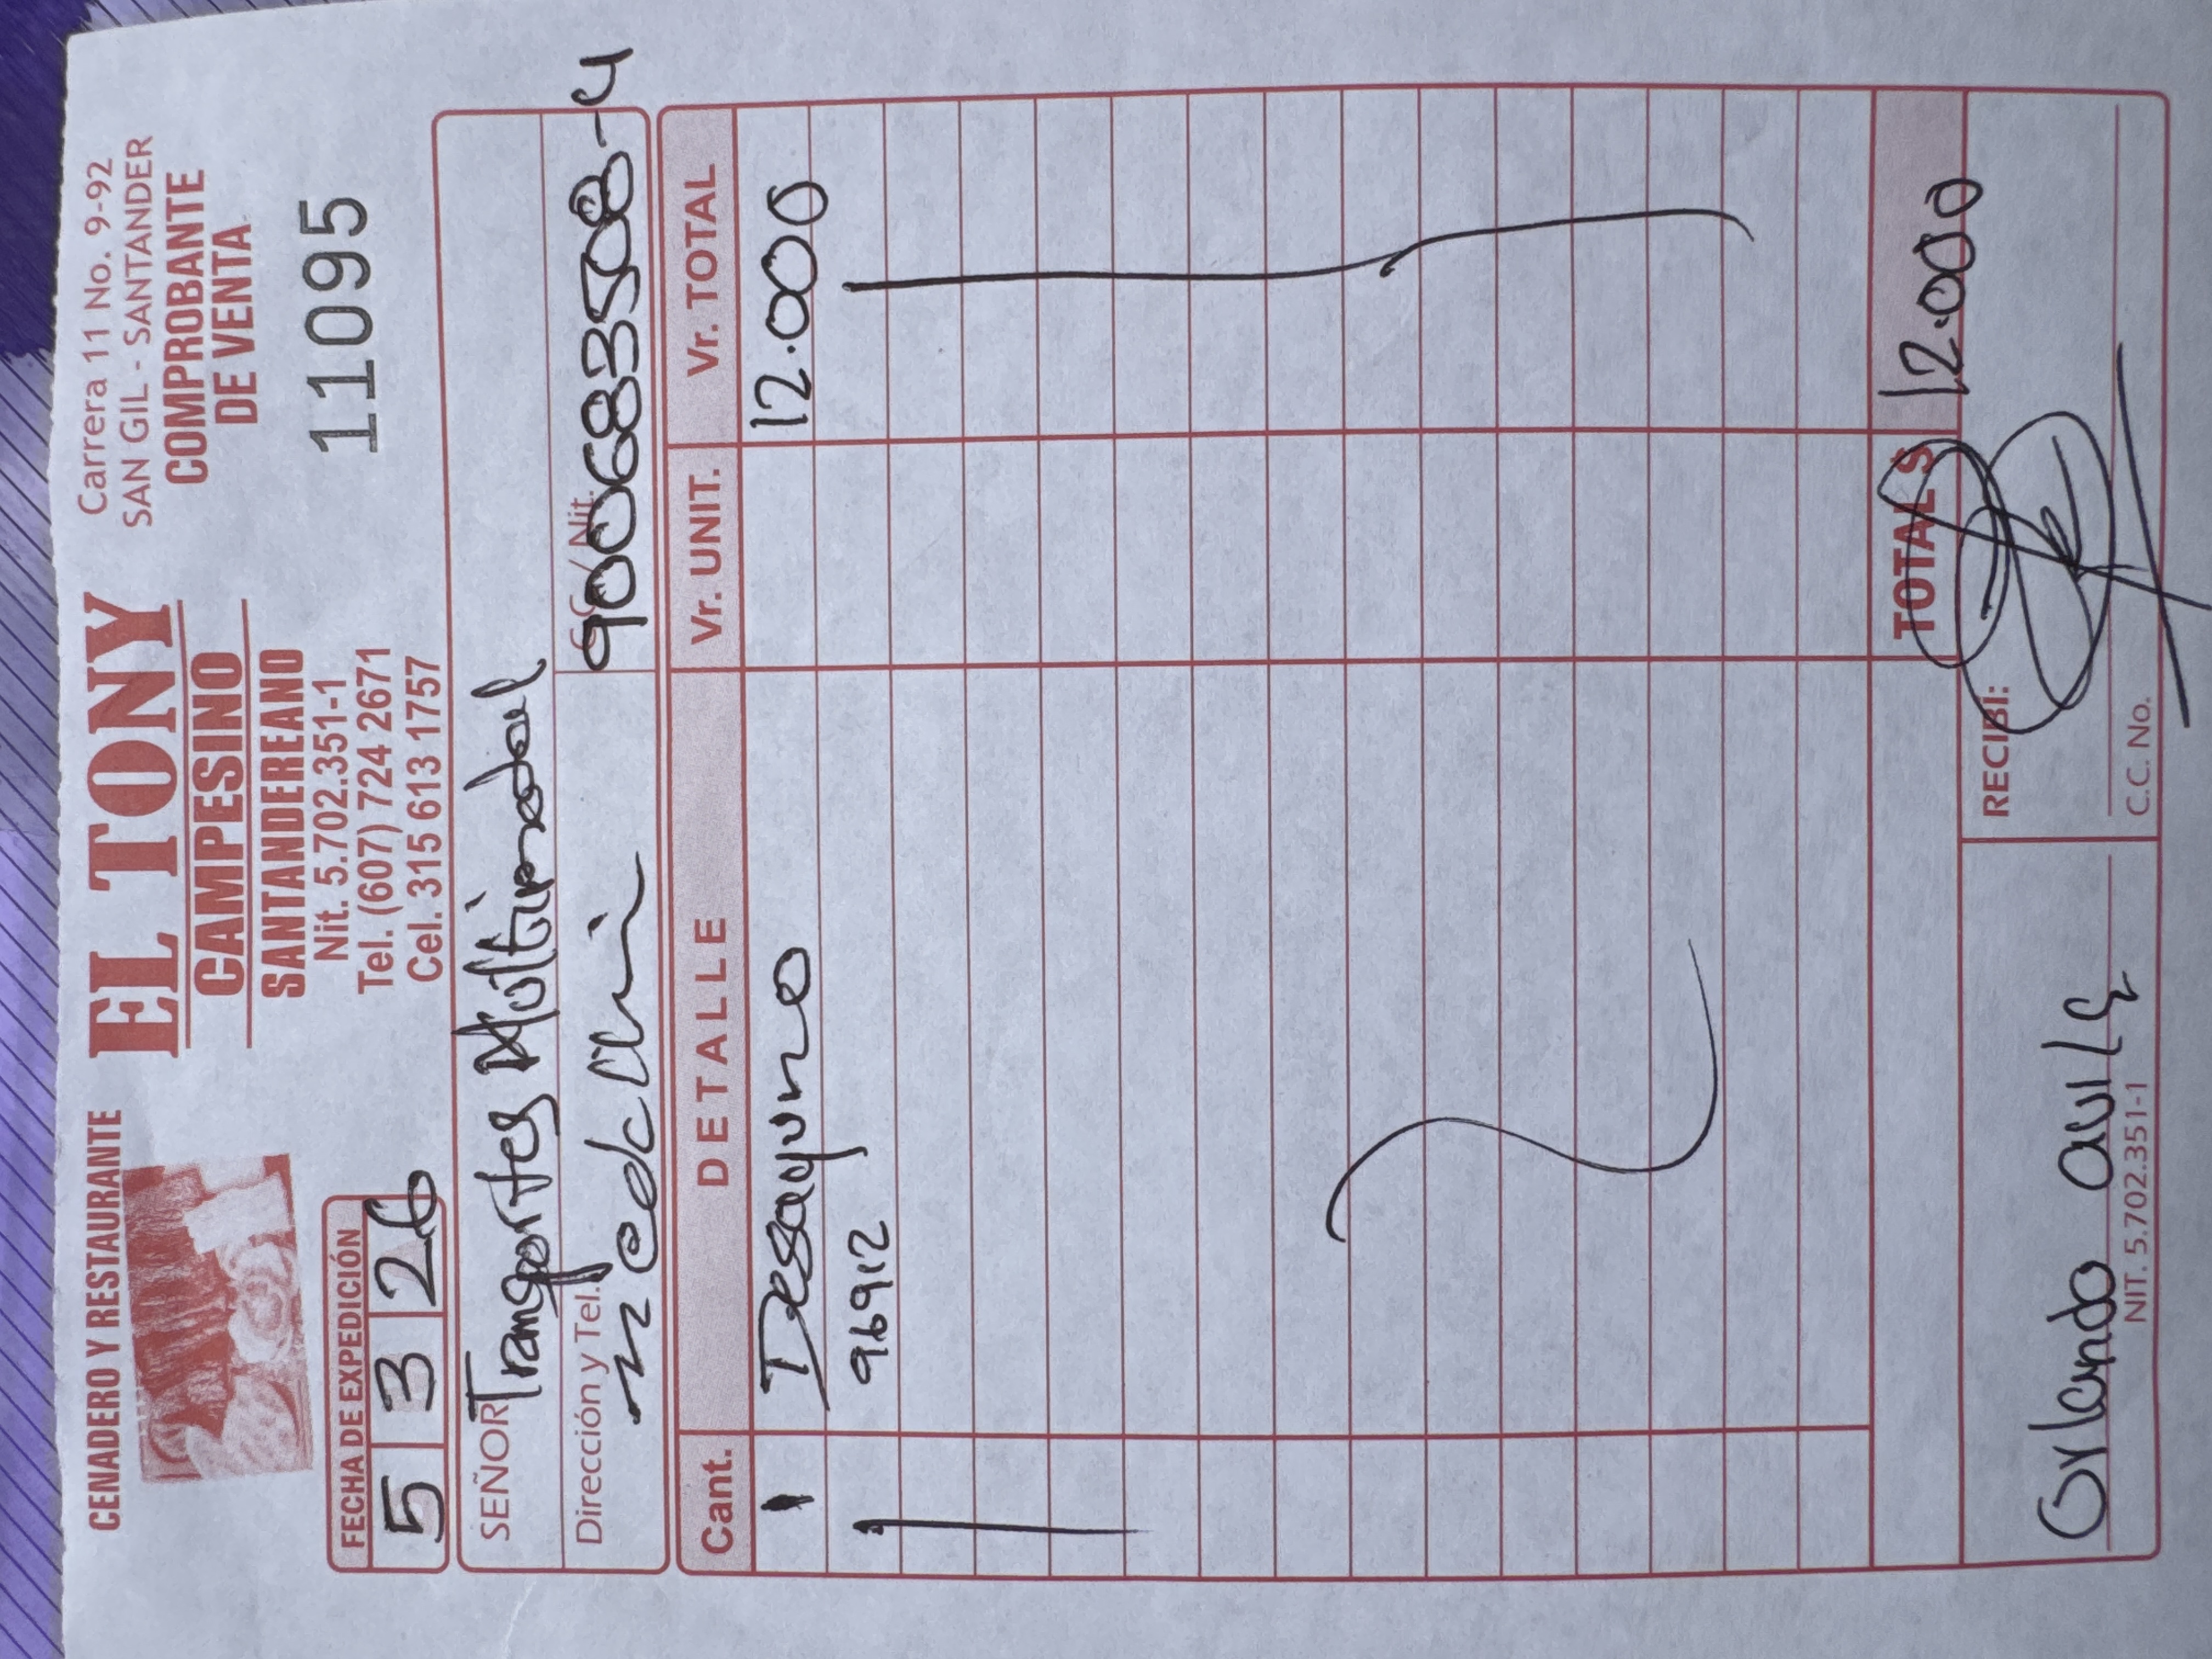 CENADERO Y RESTAURANTE
EL TONY
CAMPESINO
SANTANDEREANO
Nit. 5.702.351-1
Tel. (607) 724 2671
Cel. 315 613 1757
Carrera 11 No. 9-92
SAN GIL - SANTANDER
COMPROBANTE
DE VENTA
11095
FECHA DE EXPEDICIÓN
5 3 26
SEÑOR Transportes Multimodal
Dirección y Tel.
C.C./Nit. 900683508-4
Cant. DETALLE Vr. UNIT. Vr. TOTAL
1 Desayuno 12.000
96912
TOTAL $ 12.000
Orlando
NIT. 5.702.351-1
RECIBI:
C.C. No.